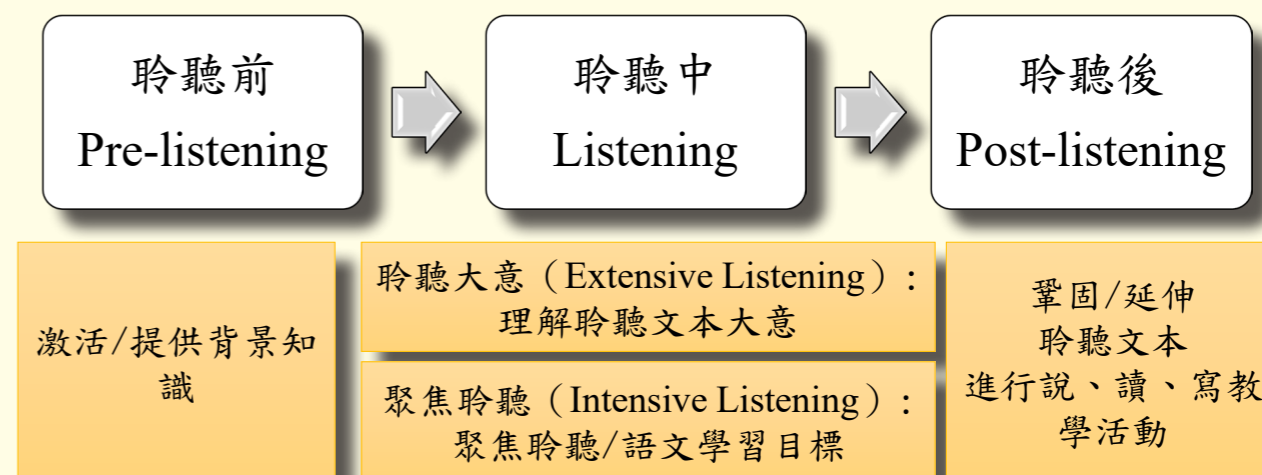 聆聽前
Pre-listening
聆聽中
Listening
聆聽後
Post-listening
激活/提供背景知
識
聆聽大意（Extensive Listening）:
理解聆聽文本大意
聚焦聆聽（Intensive Listening）:
聚焦聆聽/語文學習目標
鞏固/延伸
聆聽文本
進行說、讀、寫教
學活動